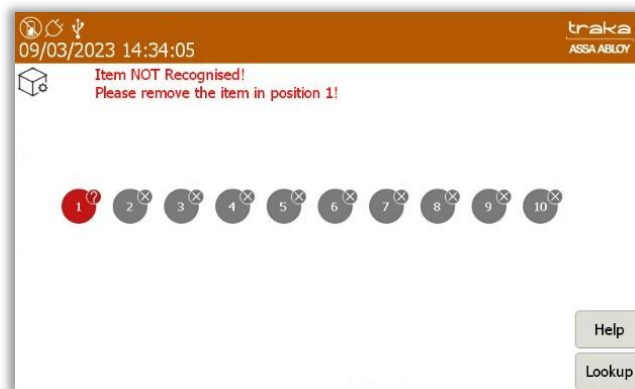 traka
09/03/2023 14:34:05
ASSA ABLOY
Item NOT Recognised!
Please remove the item in position 1!
1? 2 3 4 5 6 7 8 9 10
Help
Lookup